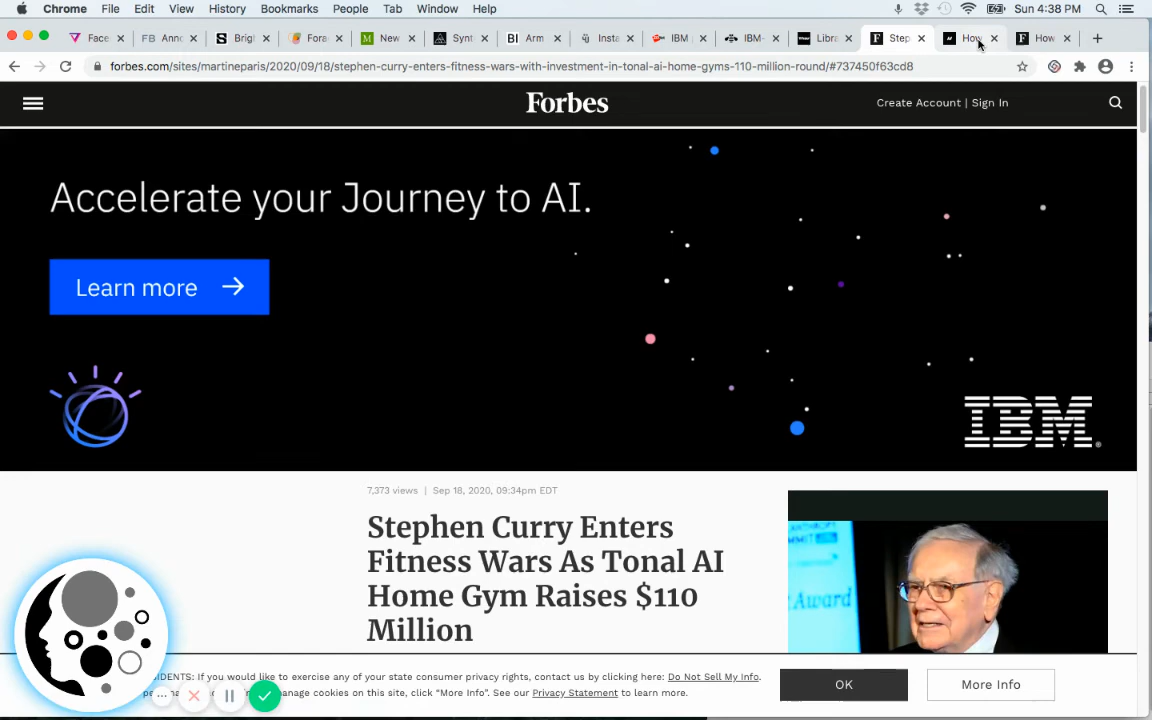 Chrome File Edit View History Bookmarks People Tab Window Help Sun 4:38 PM
Face FB Anno Brigh Fora M New Synt BI Arm Insta IBM IBM- Libra Step How How
forbes.com/sites/martineparis/2020/09/18/stephen-curry-enters-fitness-wars-with-investment-in-tonal-ai-home-gyms-110-million-round/#737450f63cd8
Forbes
Create Account | Sign In
Accelerate your Journey to AI.
Learn more →
IBM®
7,373 views | Sep 18, 2020, 09:34pm EDT
Stephen Curry Enters
Fitness Wars As Tonal AI
Home Gym Raises $110
Million
Award
IDENTS: If you would like to exercise any of your state consumer privacy rights, contact us by clicking here: Do Not Sell My Info.
anage cookies on this site, click “More Info”. See our Privacy Statement to learn more.
OK
More Info